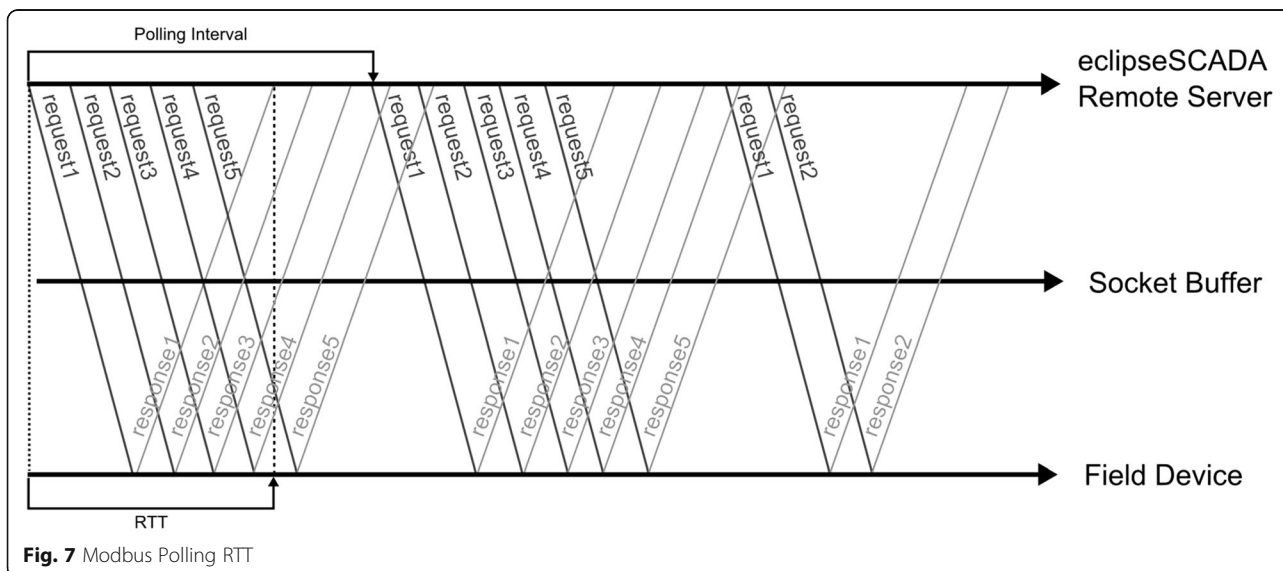 Polling Interval
eclipseSCADA
Remote Server
request1
request2
request3
request4
request5
request1
request2
request3
request4
request5
request1
request2
Socket Buffer
response1
response2
response3
response4
response5
response1
response2
response3
response4
response5
response1
response2
Field Device
RTT
Fig. 7 Modbus Polling RTT